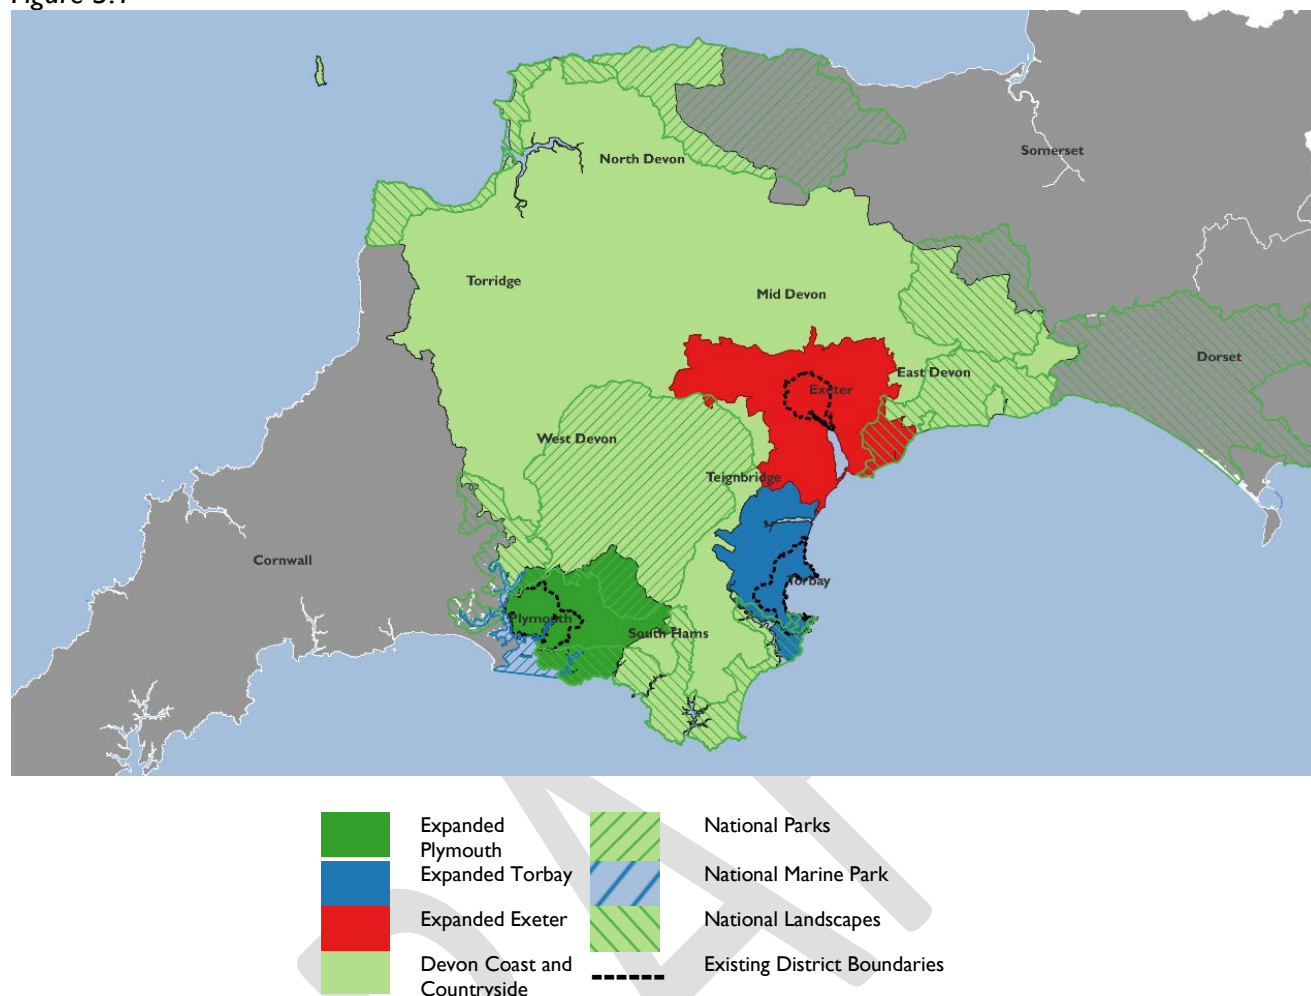 North Devon
Somerset
Torridge
Mid Devon
Dorset
East Devon
Exeter
West Devon
Teignbridge
Cornwall
Torbay
Plymouth
South Hams
Expanded
Plymouth
National Parks
Expanded Torbay
National Marine Park
Expanded Exeter
National Landscapes
Devon Coast and
Countryside
Existing District Boundaries